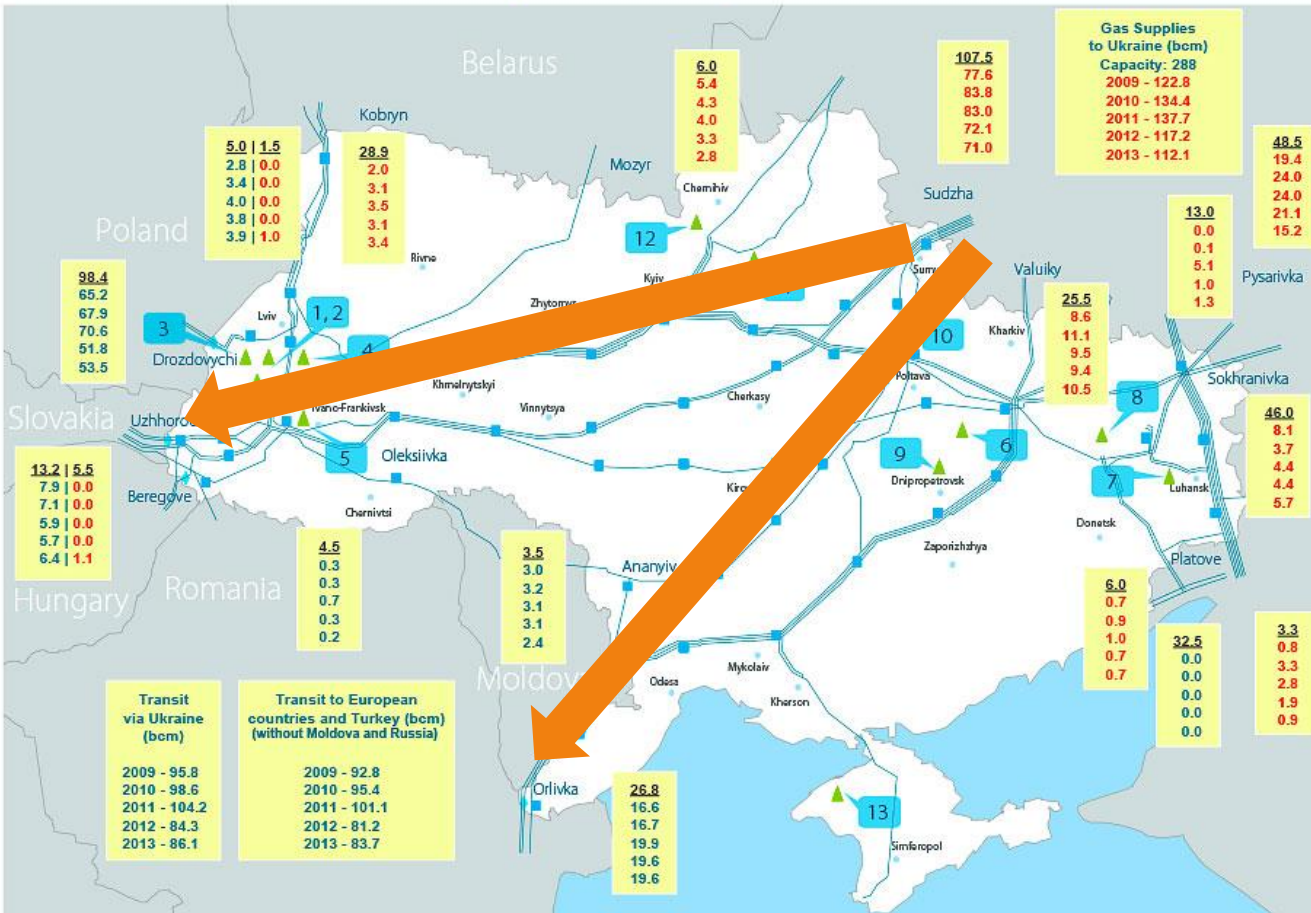 Belarus
Kobryn
Mozyr
6.0
5.4
4.3
4.0
3.3
2.8
107.5
77.6
83.8
83.0
72.1
71.0
Gas Supplies
to Ukraine (bcm)
Capacity: 288
2009 - 122.8
2010 - 134.4
2011 - 137.7
2012 - 117.2
2013 - 112.1
48.5
19.4
24.0
24.0
21.1
15.2
5.0 | 1.5
2.8 | 0.0
3.4 | 0.0
4.0 | 0.0
3.8 | 0.0
3.9 | 1.0
28.9
2.0
3.1
3.5
3.1
3.4
Chernihiv
12
Sudzha
13.0
0.0
0.1
5.1
1.0
1.3
Poland
Rivne
Kyiv
Valuiky
Pysarivka
98.4
65.2
67.9
70.6
51.8
53.5
Lviv
1, 2
3
4
Drozdovychi
10
Kharkiv
25.5
8.6
11.1
9.5
9.4
10.5
Sokhranivka
Slovakia
Uzhhorod
Ivano-Frankivsk
Khmelnytskyi
Vinnytsya
Cherkasy
Poltava
8
46.0
8.1
3.7
4.4
4.4
5.7
13.2 | 5.5
7.9 | 0.0
7.1 | 0.0
5.9 | 0.0
5.7 | 0.0
6.4 | 1.1
Beregove
5
Oleksiivka
Chernivtsi
9
6
7
Dnipropetrovsk
Luhansk
Donetsk
Zaporizhzhya
Platove
Hungary
Romania
4.5
0.3
0.3
0.7
0.3
0.2
3.5
3.0
3.2
3.1
3.1
2.4
Ananyiv
6.0
0.7
0.9
1.0
0.7
0.7
32.5
0.0
0.0
0.0
0.0
0.0
3.3
0.8
3.3
2.8
1.9
0.9
Moldova
Odesa
Mykolaiv
Kherson
Transit
via Ukraine
(bcm)
2009 - 95.8
2010 - 98.6
2011 - 104.2
2012 - 84.3
2013 - 86.1
Transit to European
countries and Turkey (bcm)
(without Moldova and Russia)
2009 - 92.8
2010 - 95.4
2011 - 101.1
2012 - 81.2
2013 - 83.7
Orlivka
26.8
16.6
16.7
19.9
19.6
19.6
13
Simferopol